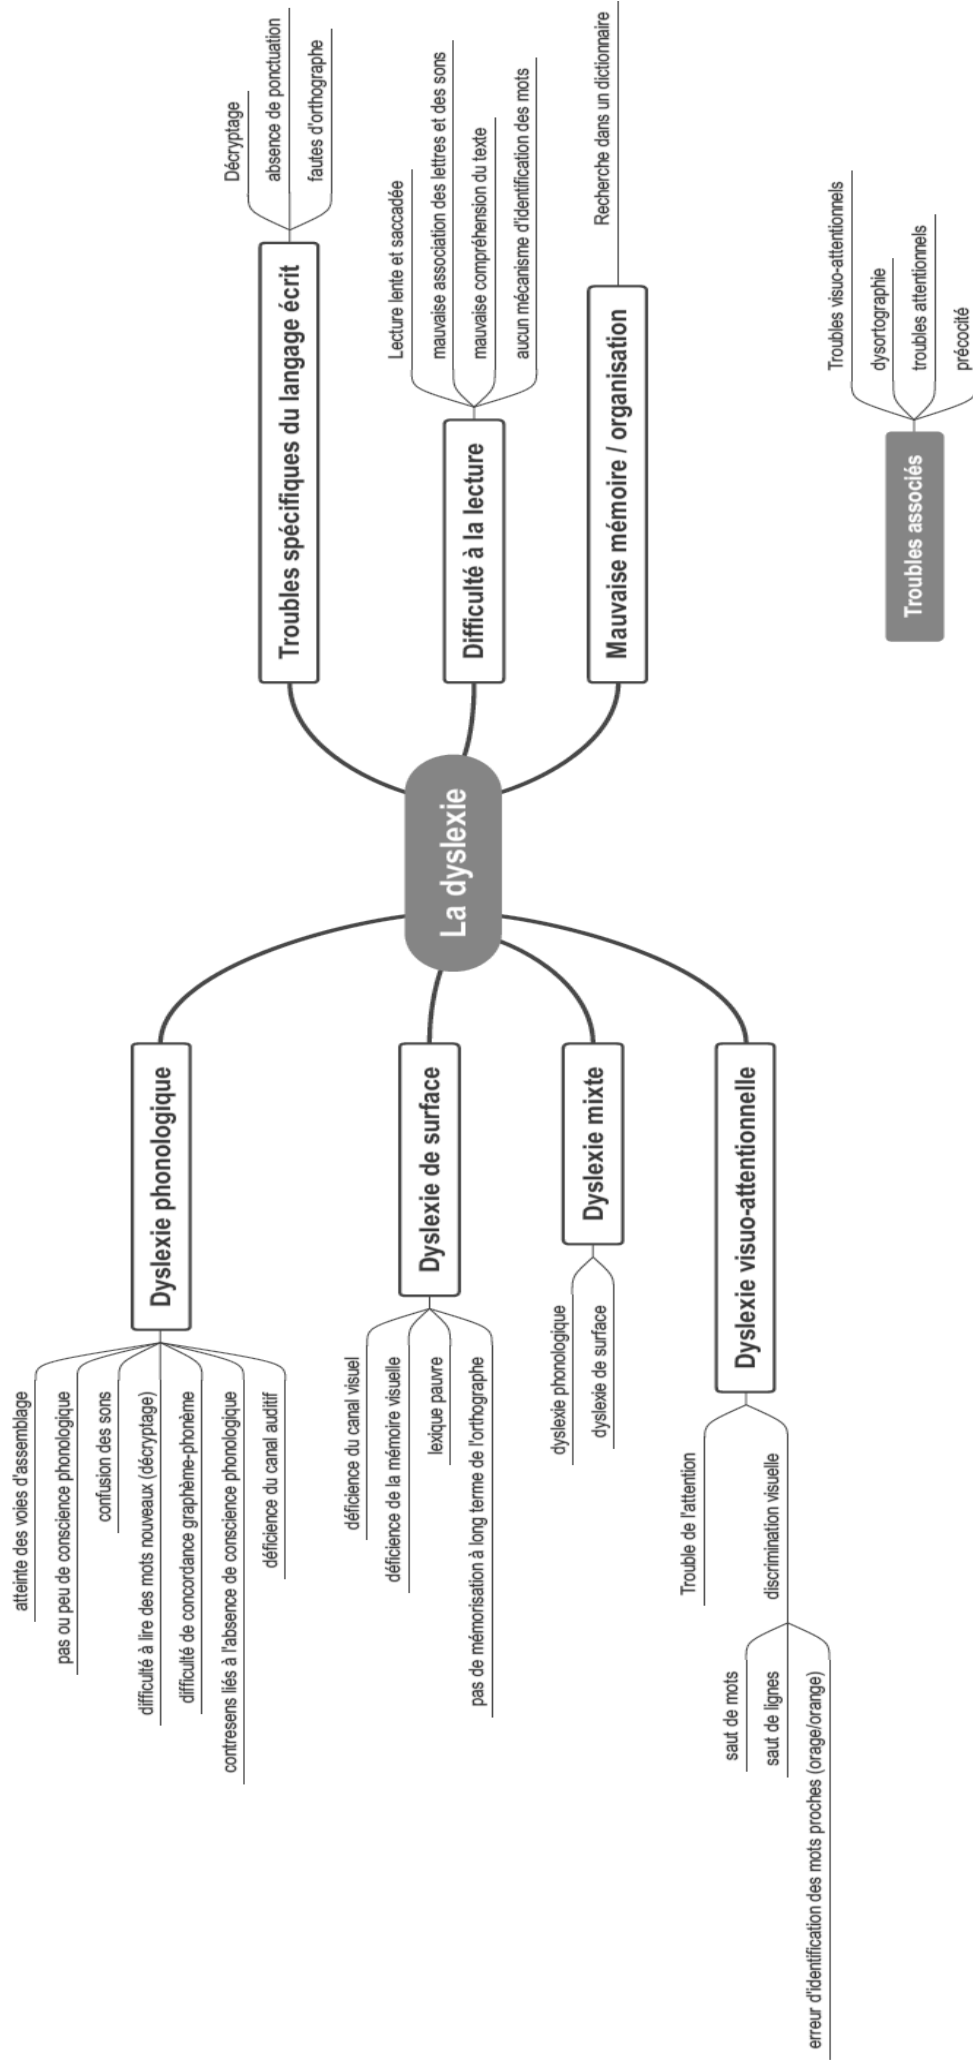 La dyslexie
Troubles spécifiques du langage écrit
Décryptage
absence de ponctuation
fautes d'orthographe
Difficulté à la lecture
Lecture lente et saccadée
mauvaise association des lettres et des sons
mauvaise compréhension du texte
aucun mécanisme d'identification des mots
Mauvaise mémoire / organisation
Recherche dans un dictionnaire
Dyslexie phonologique
atteinte des voies d'assemblage
pas ou peu de conscience phonologique
confusion des sons
difficulté à lire des mots nouveaux (décryptage)
difficulté de concordance graphème-phonème
contresens liés à l'absence de conscience phonologique
déficience du canal auditif
Dyslexie de surface
déficience du canal visuel
déficience de la mémoire visuelle
lexique pauvre
pas de mémorisation à long terme de l'orthographe
Dyslexie mixte
dyslexie phonologique
dyslexie de surface
Dyslexie visuo-attentionnelle
Trouble de l'attention
discrimination visuelle
saut de mots
saut de lignes
erreur d'identification des mots proches (orage/orange)
Troubles associés
Troubles visuo-attentionnels
dysortographie
troubles attentionnels
précocité